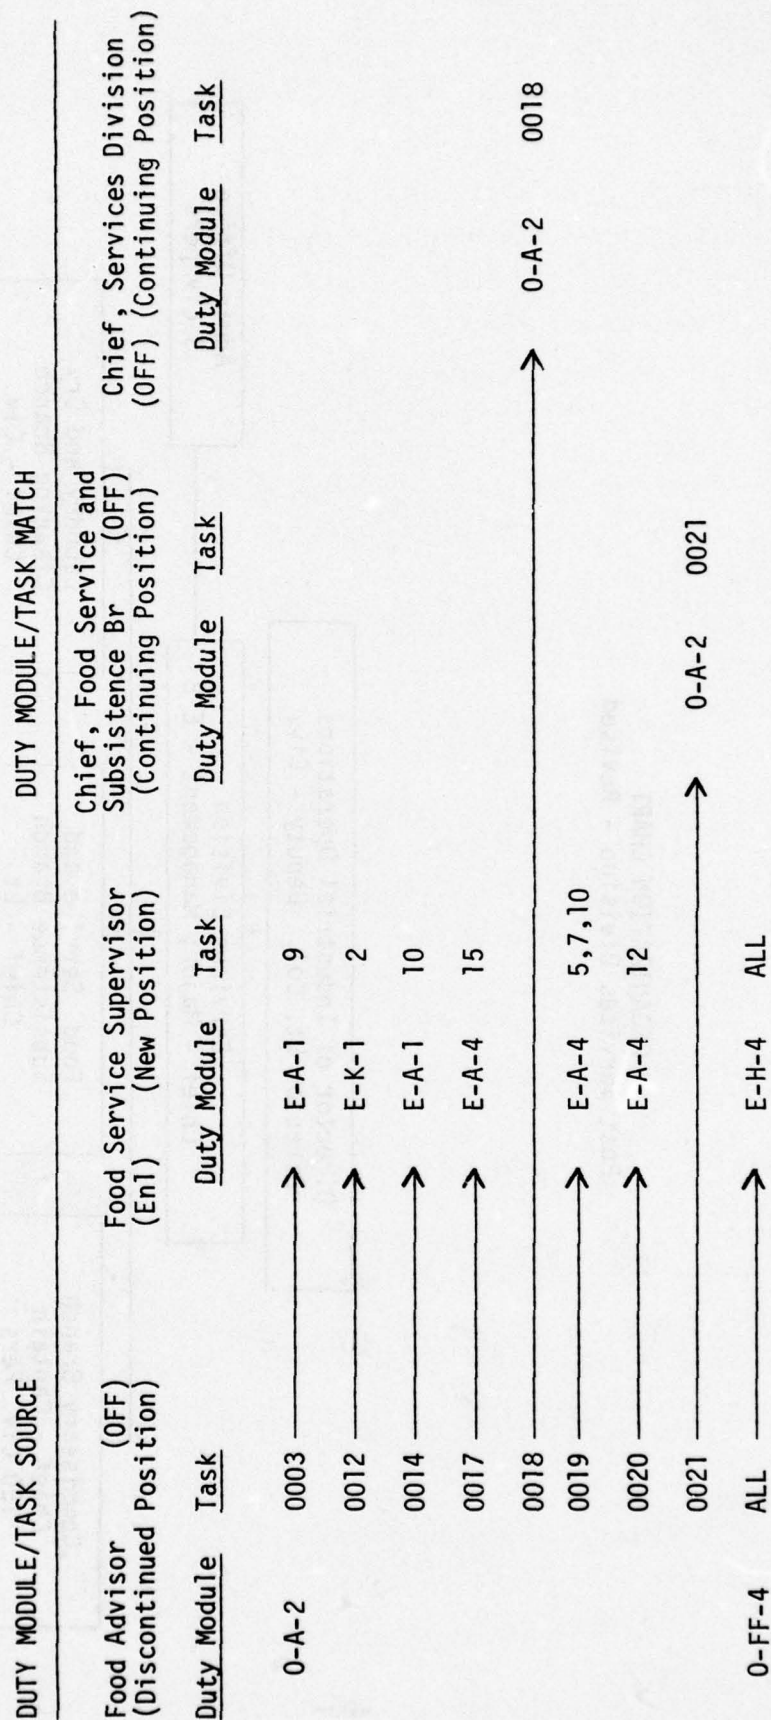 DUTY MODULE/TASK SOURCE DUTY MODULE/TASK MATCH
Food Advisor (OFF)
(Discontinued Position)
Food Service Supervisor
(Enl) (New Position)
Chief, Food Service and
Subsistence Br (OFF)
(Continuing Position)
Chief, Services Division
(OFF) (Continuing Position)
Duty Module Task Duty Module Task Duty Module Task Duty Module Task
O-A-2 0003 E-A-1 9
0012 E-K-1 2
0014 E-A-1 10
0017 E-A-4 15
0018 O-A-2 0018
0019 E-A-4 5,7,10
0020 E-A-4 12
0021 O-A-2 0021
O-FF-4 ALL E-H-4 ALL